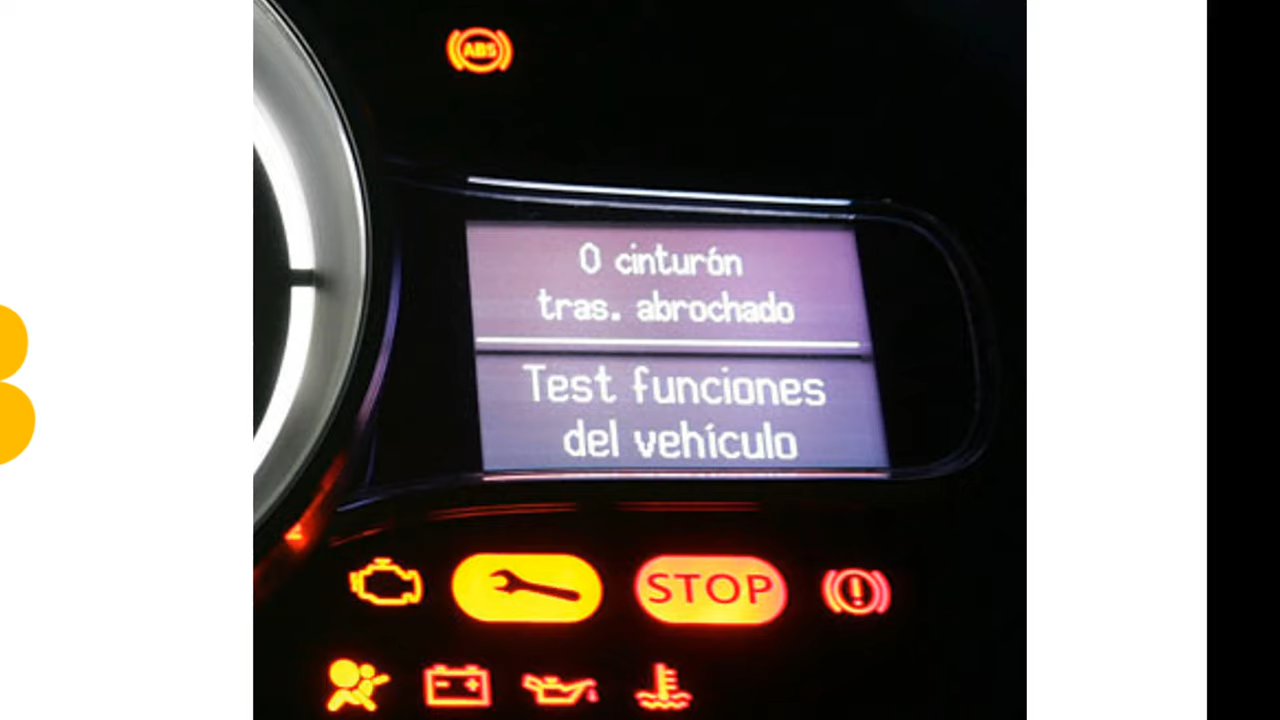 ABS
0 cinturón
tras. abrochado
Test funciones
del vehículo
STOP